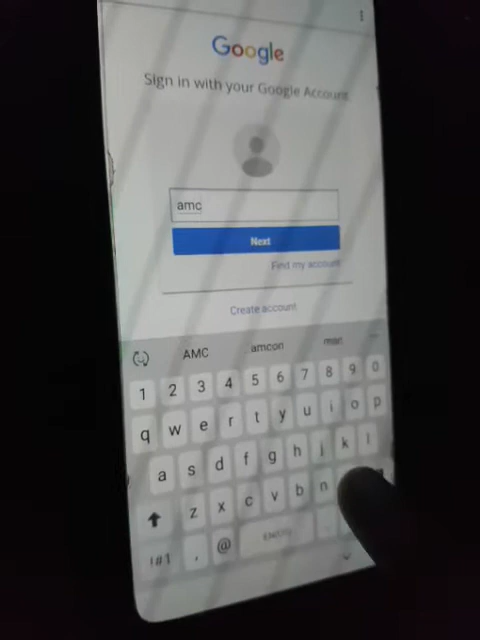 Google
Sign in with your Google Account
amc
Next
Find my account
Create account
AMC amcon
1 2 3 4 5 6 7 8 9 0
q w e r t y u i o p
a s d f g h j k l
z x c v b n
!#1 , @